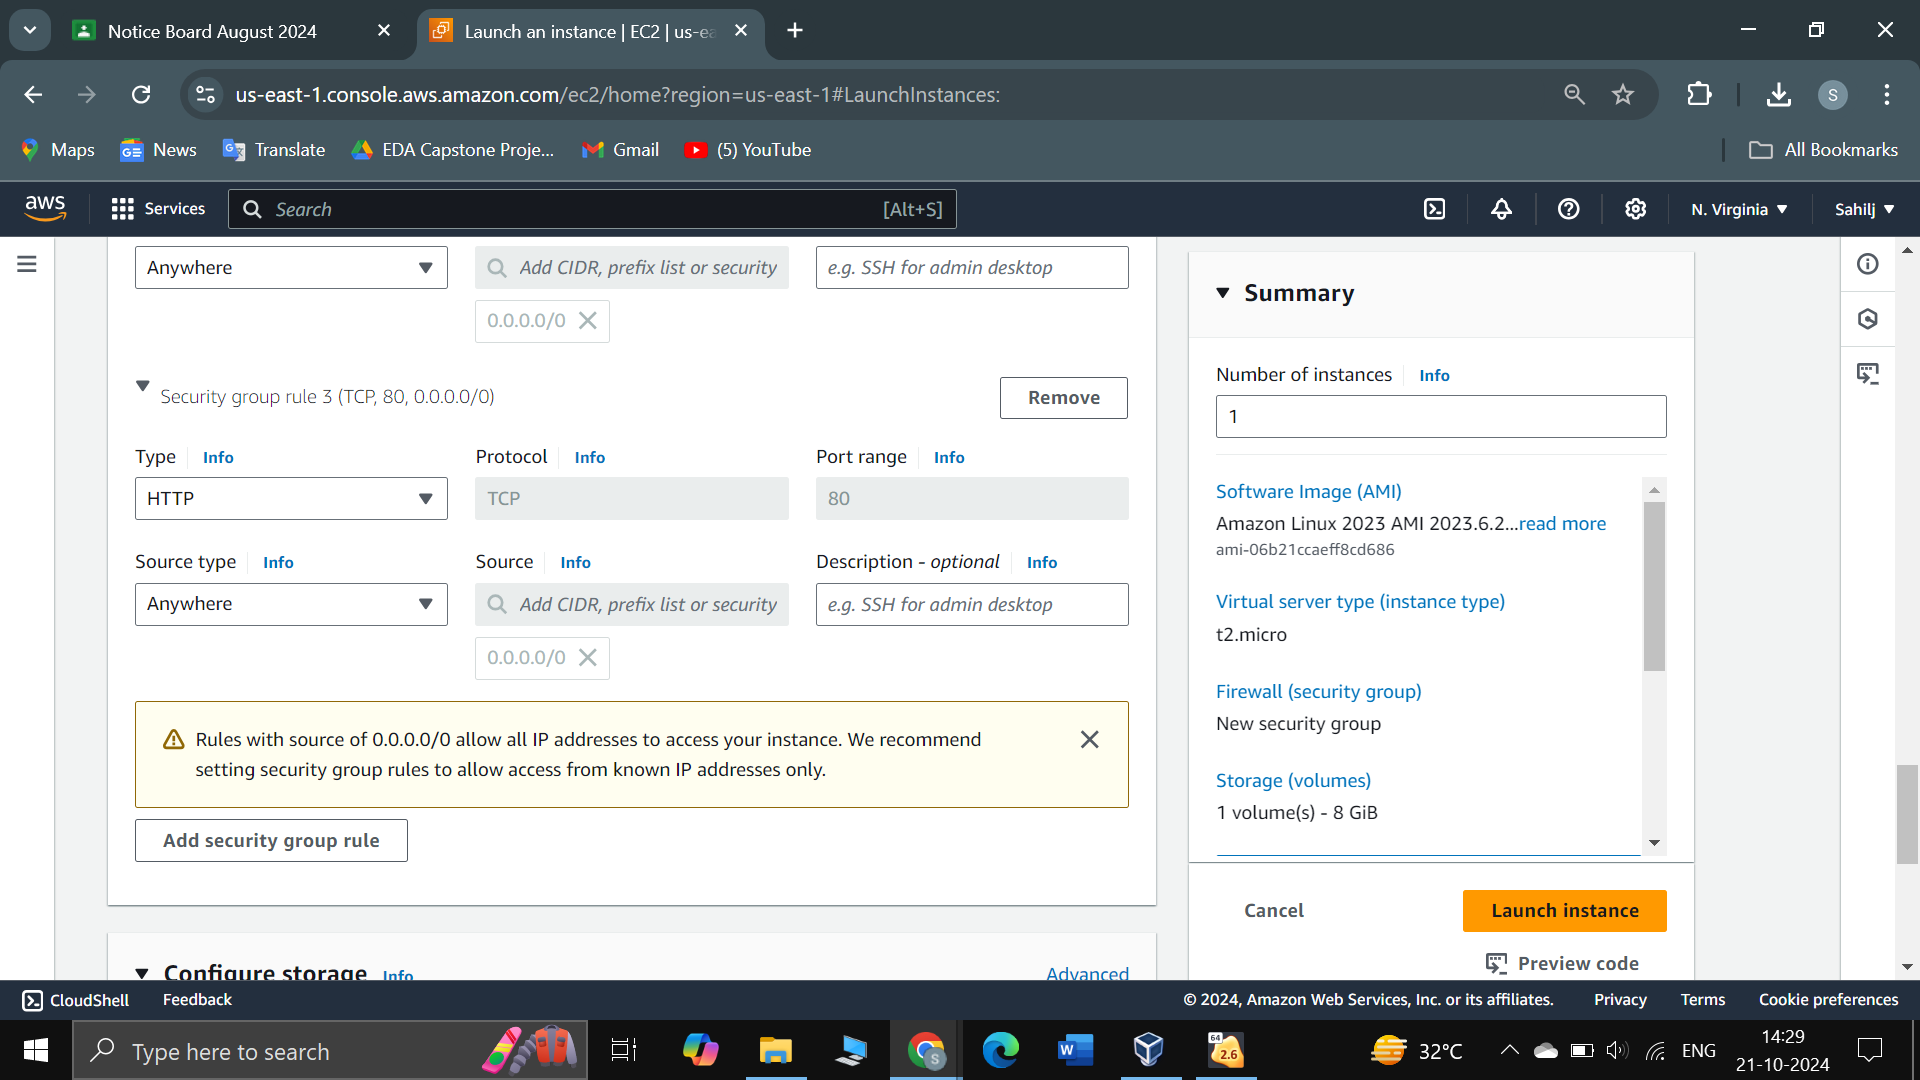 Notice Board August 2024
Launch an instance | EC2 | us-ea
us-east-1.console.aws.amazon.com/ec2/home?region=us-east-1#LaunchInstances:
S
Maps
News
Translate
EDA Capstone Proje...
Gmail
(5) YouTube
All Bookmarks
aws
Services
Search
[Alt+S]
N. Virginia
Sahilj
Anywhere
Add CIDR, prefix list or security
e.g. SSH for admin desktop
0.0.0.0/0
Security group rule 3 (TCP, 80, 0.0.0.0/0)
Remove
Type Info
Protocol Info
Port range Info
HTTP
TCP
80
Source type Info
Source Info
Description - optional Info
Anywhere
Add CIDR, prefix list or security
e.g. SSH for admin desktop
0.0.0.0/0
Rules with source of 0.0.0.0/0 allow all IP addresses to access your instance. We recommend
setting security group rules to allow access from known IP addresses only.
Add security group rule
Configure storage Info
Advanced
Summary
Number of instances Info
1
Software Image (AMI)
Amazon Linux 2023 AMI 2023.6.2...read more
ami-06b21ccaeff8cd686
Virtual server type (instance type)
t2.micro
Firewall (security group)
New security group
Storage (volumes)
1 volume(s) - 8 GiB
Cancel
Launch instance
Preview code
CloudShell
Feedback
© 2024, Amazon Web Services, Inc. or its affiliates.
Privacy
Terms
Cookie preferences
Type here to search
S
W
64
2.6
32°C
ENG
14:29
21-10-2024